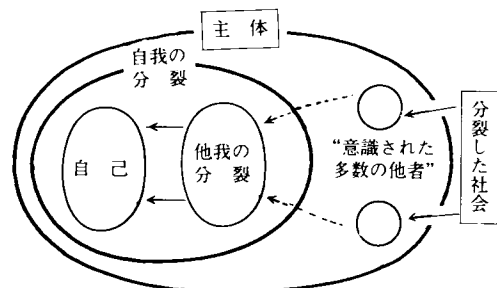 主体
自我の
分裂
自己
他我の
分裂
“意識された
多数の他者”
分裂した社会